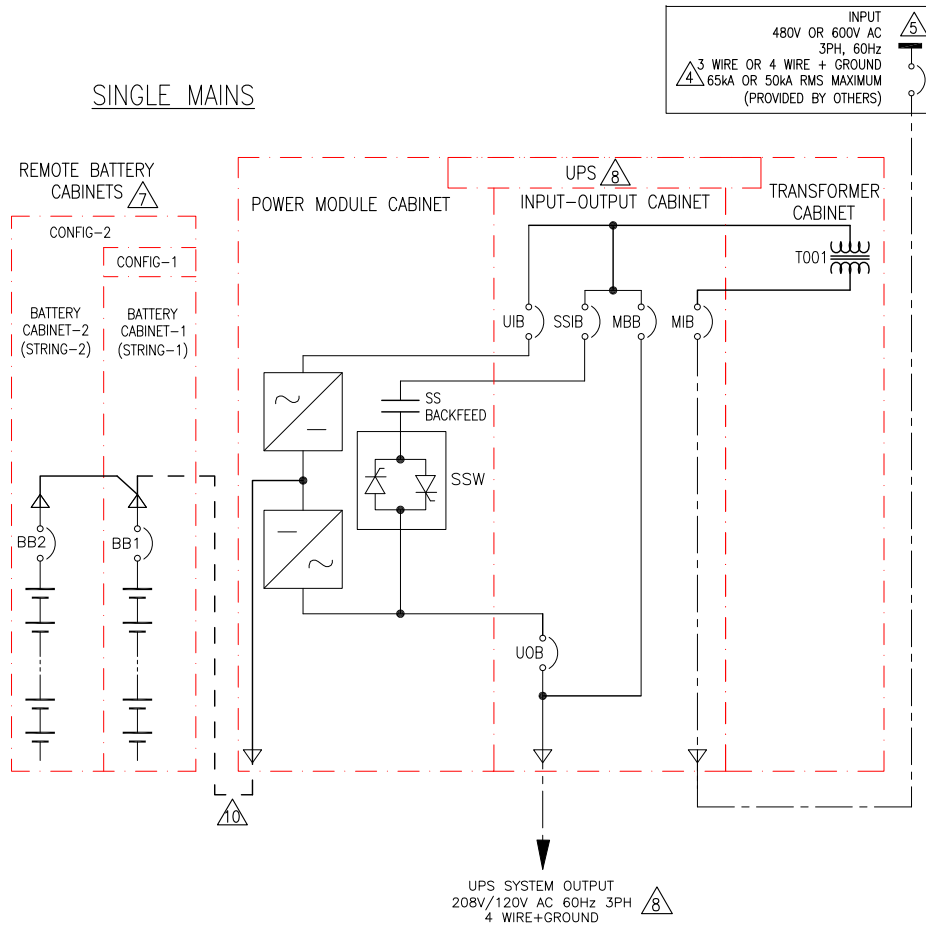 INPUT
5
480V OR 600V AC
3PH, 60Hz
3 WIRE OR 4 WIRE + GROUND
4
65kA OR 50kA RMS MAXIMUM
(PROVIDED BY OTHERS)
SINGLE MAINS
REMOTE BATTERY
CABINETS
7
CONFIG-2
CONFIG-1
BATTERY
CABINET-2
(STRING-2)
BATTERY
CABINET-1
(STRING-1)
UPS
8
POWER MODULE CABINET
INPUT-OUTPUT CABINET
TRANSFORMER
CABINET
T001
UIB
SSIB
MBB
MIB
SS
BACKFEED
SSW
BB2
BB1
UOB
10
UPS SYSTEM OUTPUT
208V/120V AC 60Hz 3PH
8
4 WIRE+GROUND